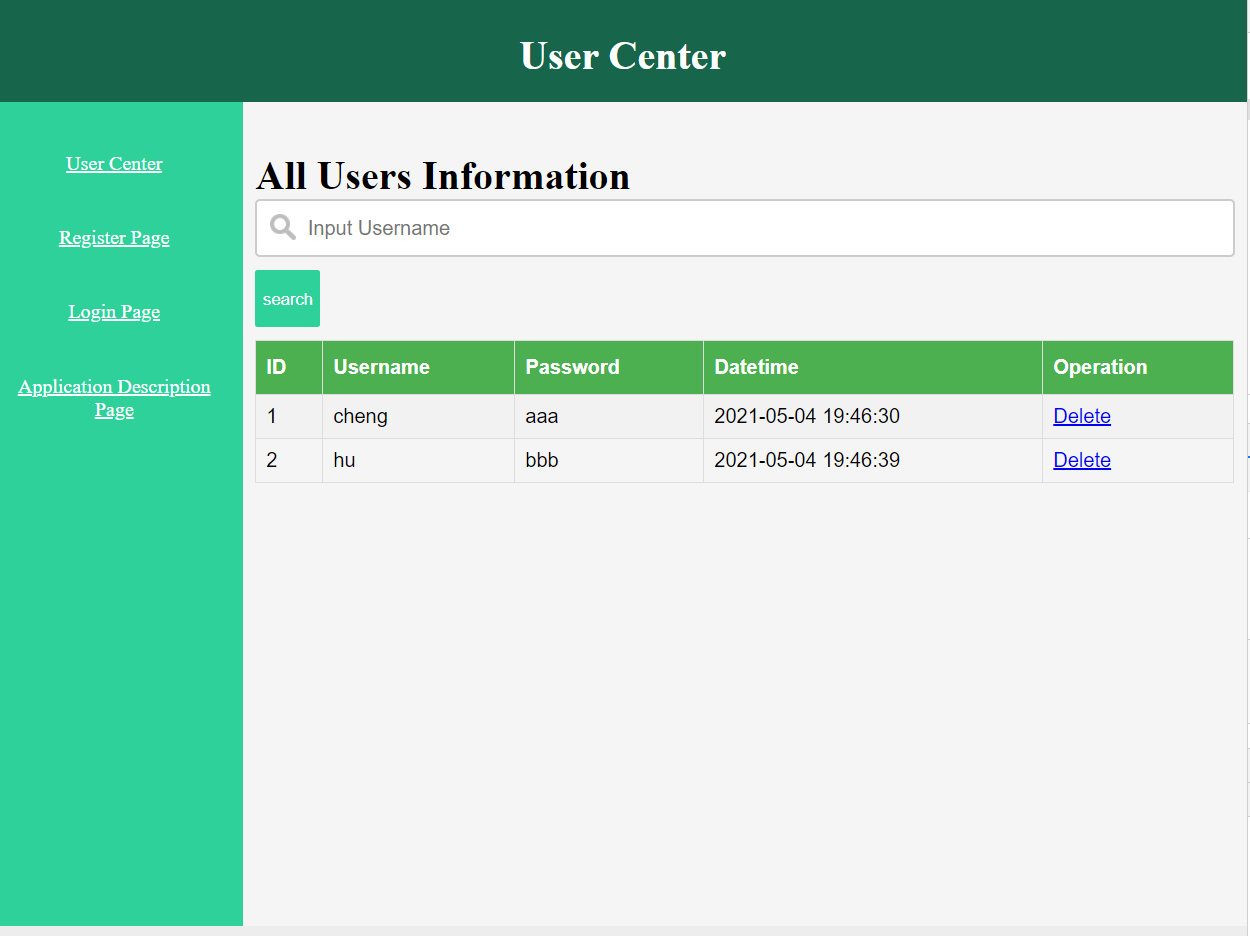 User Center
User Center
Register Page
Login Page
Application Description
Page
All Users Information
Input Username
search
ID Username Password Datetime Operation
1 cheng aaa 2021-05-04 19:46:30 Delete
2 hu bbb 2021-05-04 19:46:39 Delete